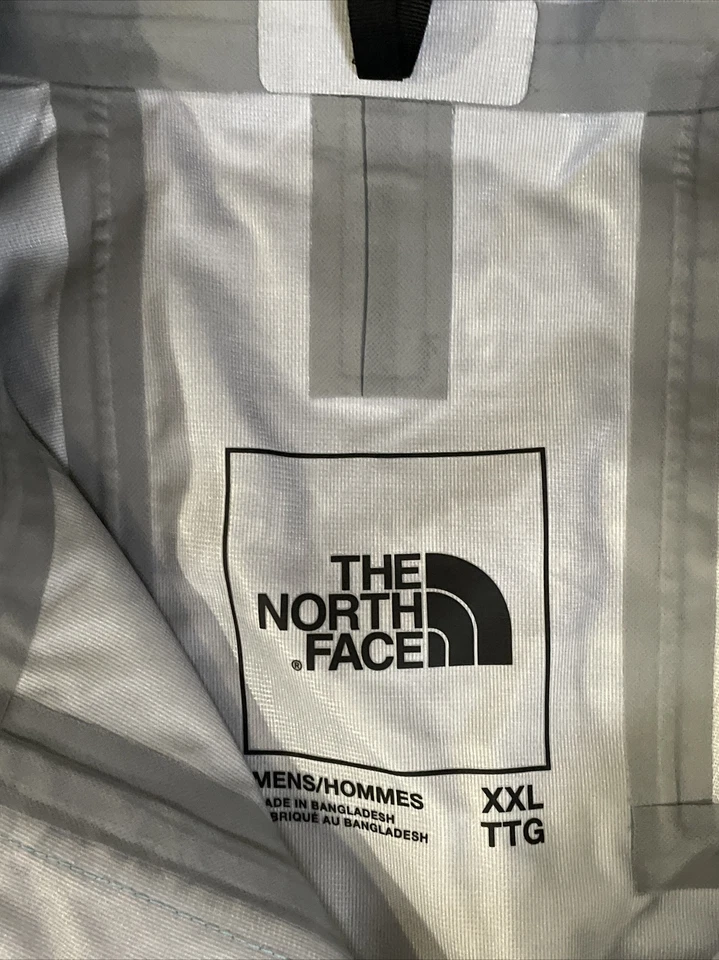 THE
NORTH
® FACE
MENS/HOMMES
XXL
ADE IN BANGLADESH
BRIQUÉ AU BANGLADESH
TTG